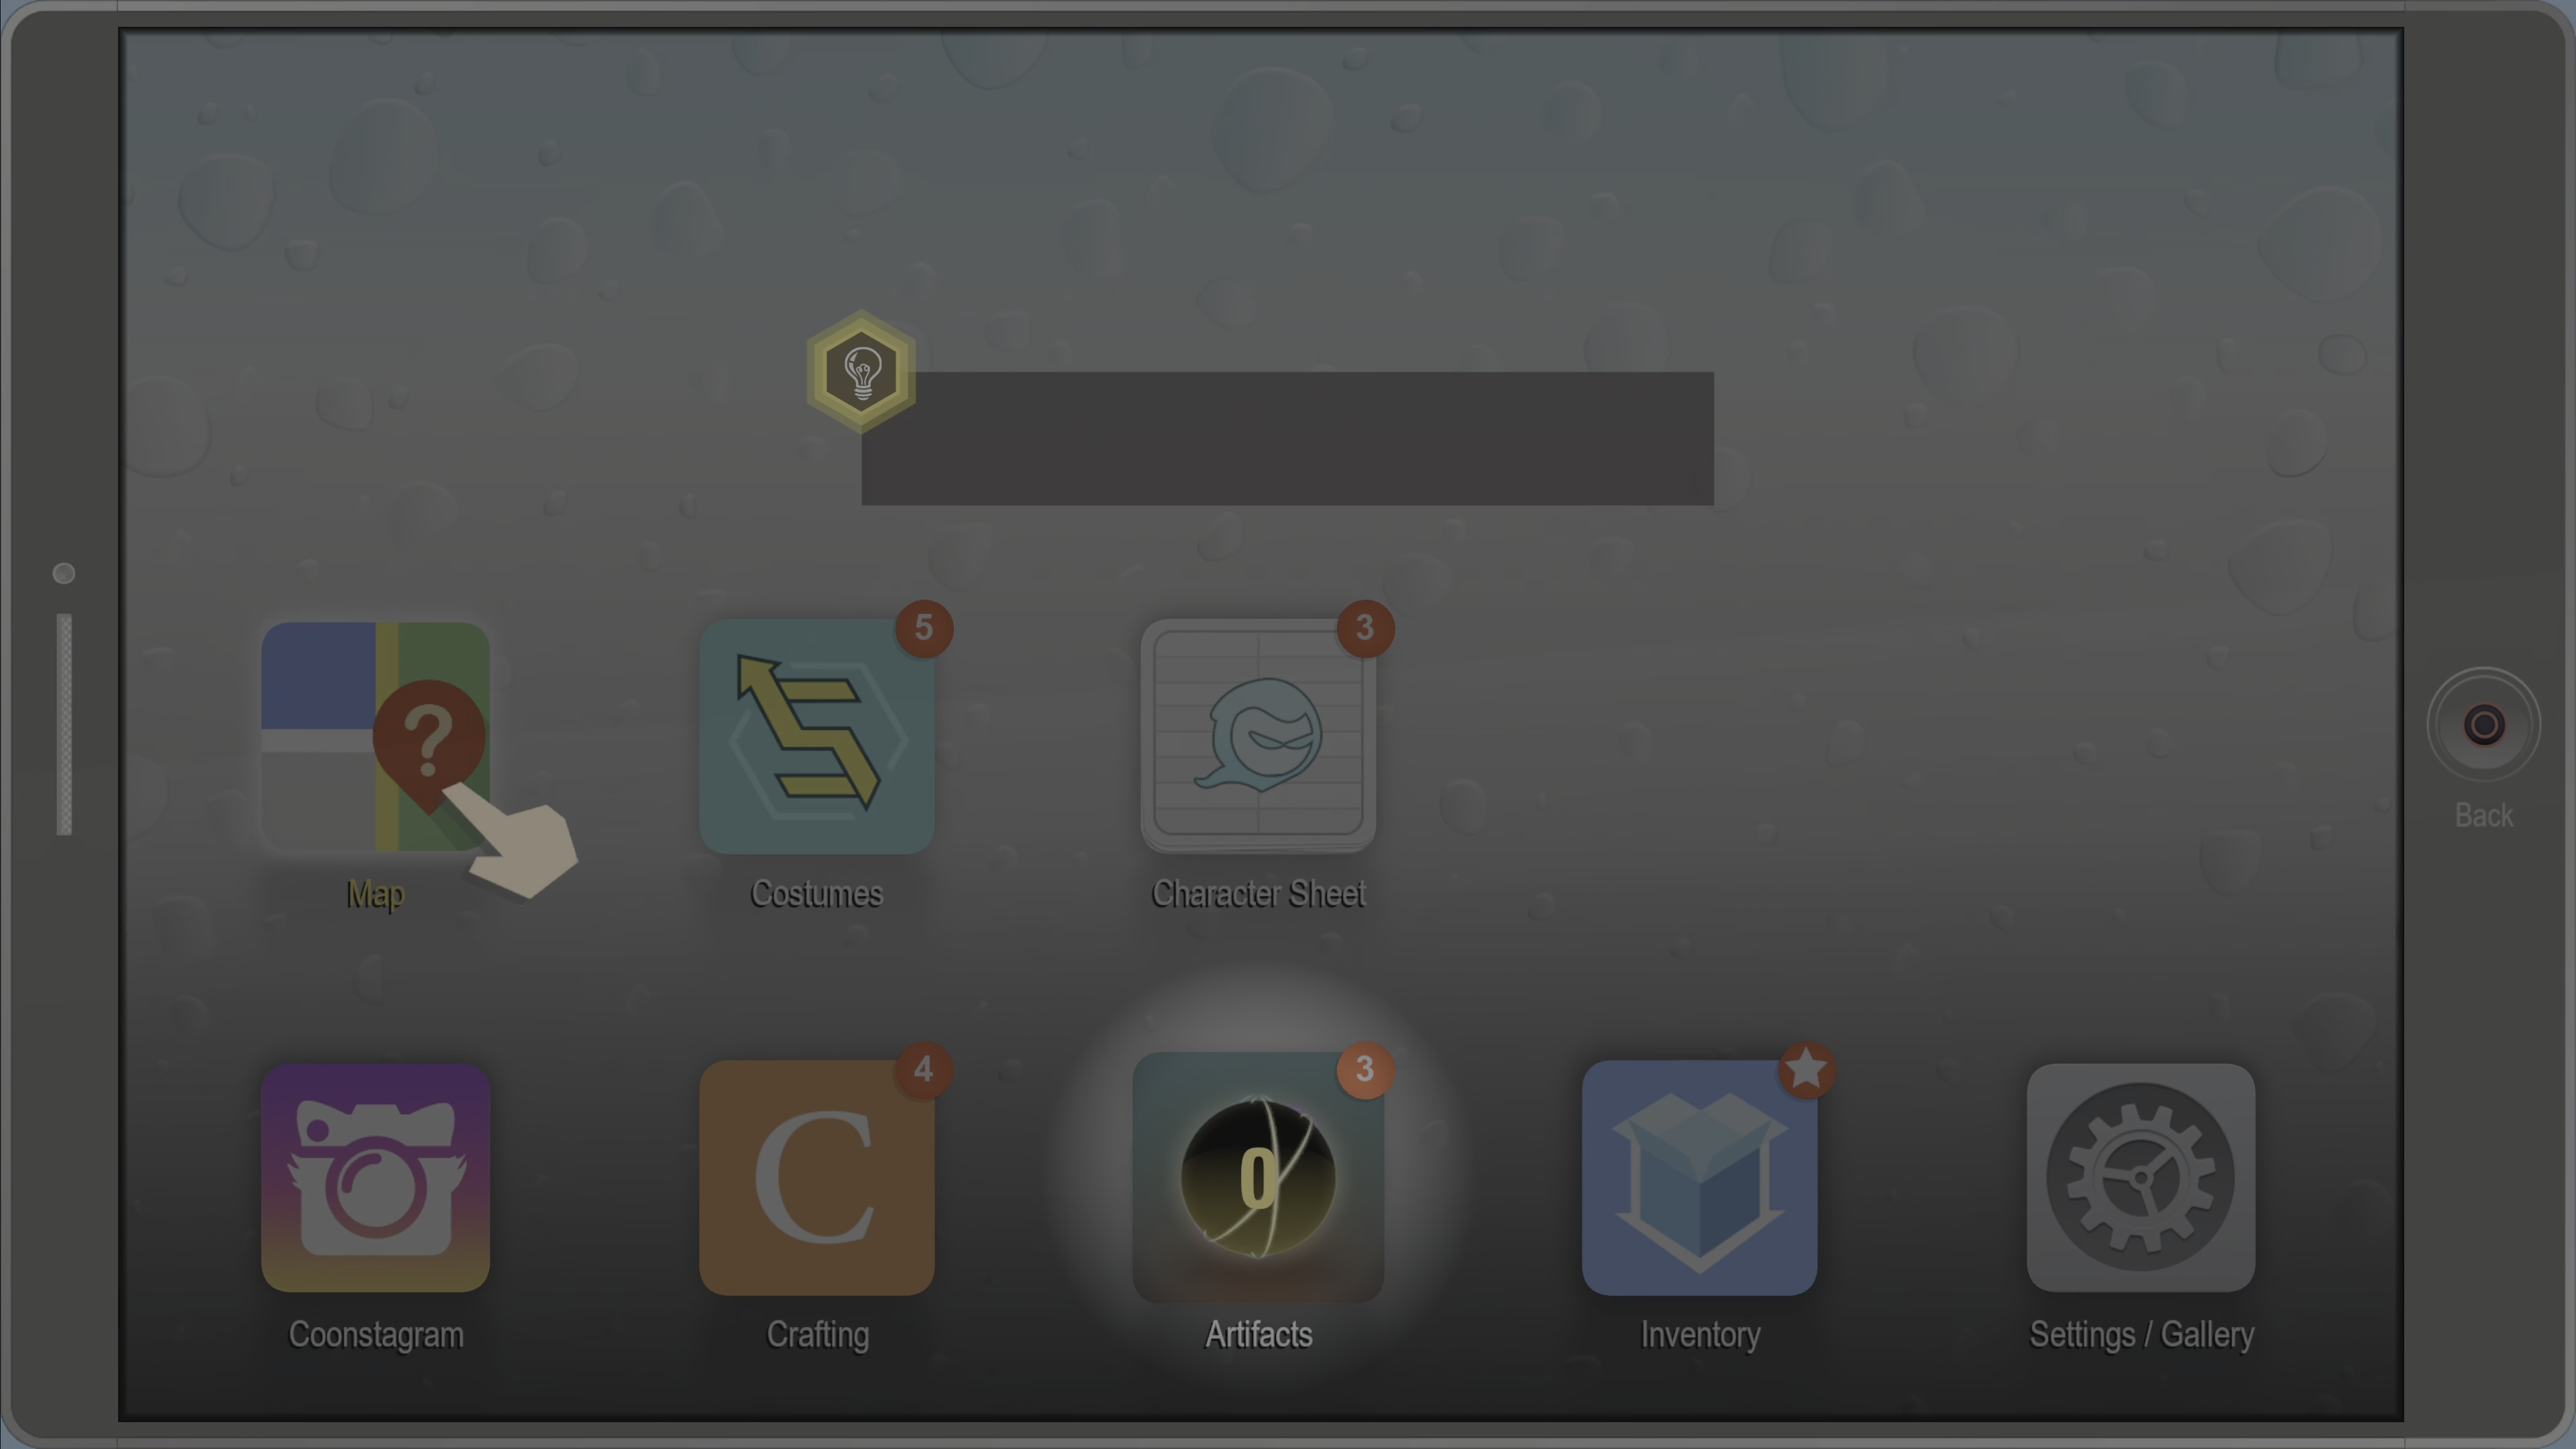 5
3
?
Map
Costumes
Character Sheet
Back
4
3
C
0
Coonstagram
Crafting
Artifacts
Inventory
Settings / Gallery